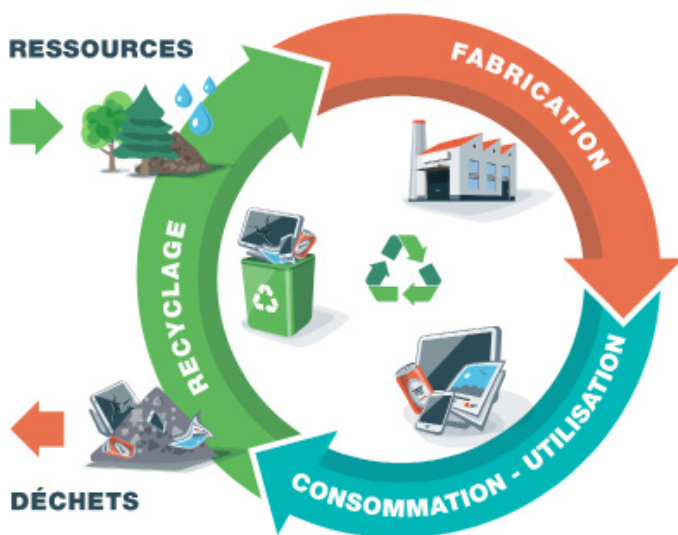 RESSOURCES
FABRICATION
RECYCLAGE
CONSOMMATION - UTILISATION
DÉCHETS